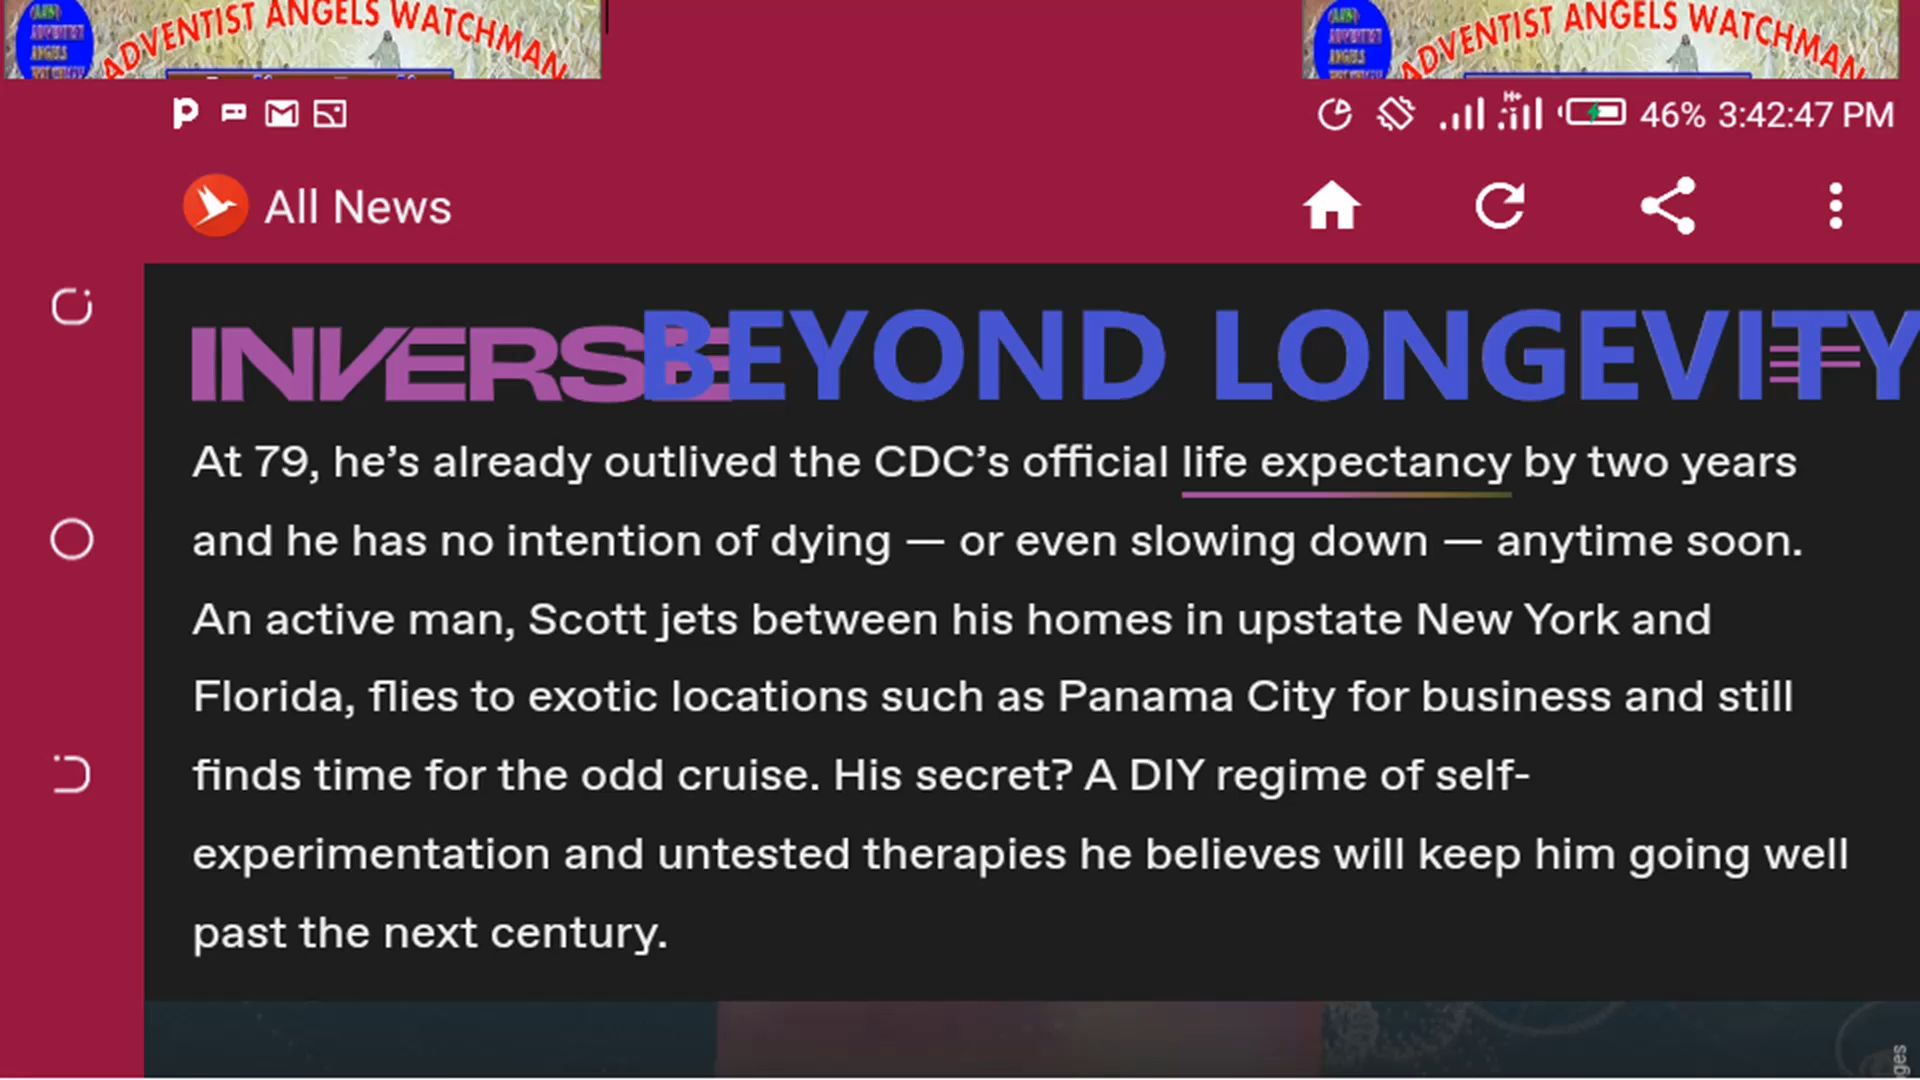 ADVENTIST ANGELS WATCHMAN
ADVENTIST ANGELS WATCHMAN
46% 3:42:47 PM
All News
INVERSE
BEYOND LONGEVITY
At 79, he's already outlived the CDC's official life expectancy by two years
and he has no intention of dying — or even slowing down — anytime soon.
An active man, Scott jets between his homes in upstate New York and
Florida, flies to exotic locations such as Panama City for business and still
finds time for the odd cruise. His secret? A DIY regime of self-
experimentation and untested therapies he believes will keep him going well
past the next century.